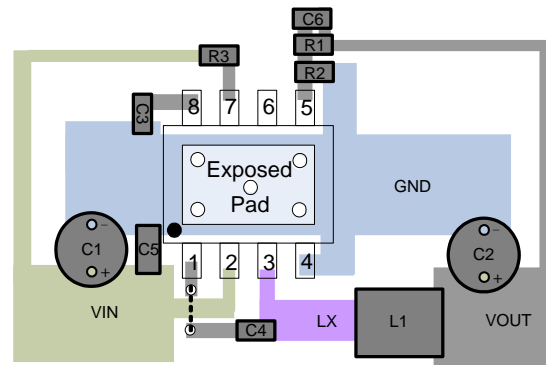 C6
R1
R3
R2
C3
8 7 6 5
Exposed
Pad
GND
C1
−
+
C5
C2
−
+
1 2 3 4
VIN
C4
LX
L1
VOUT